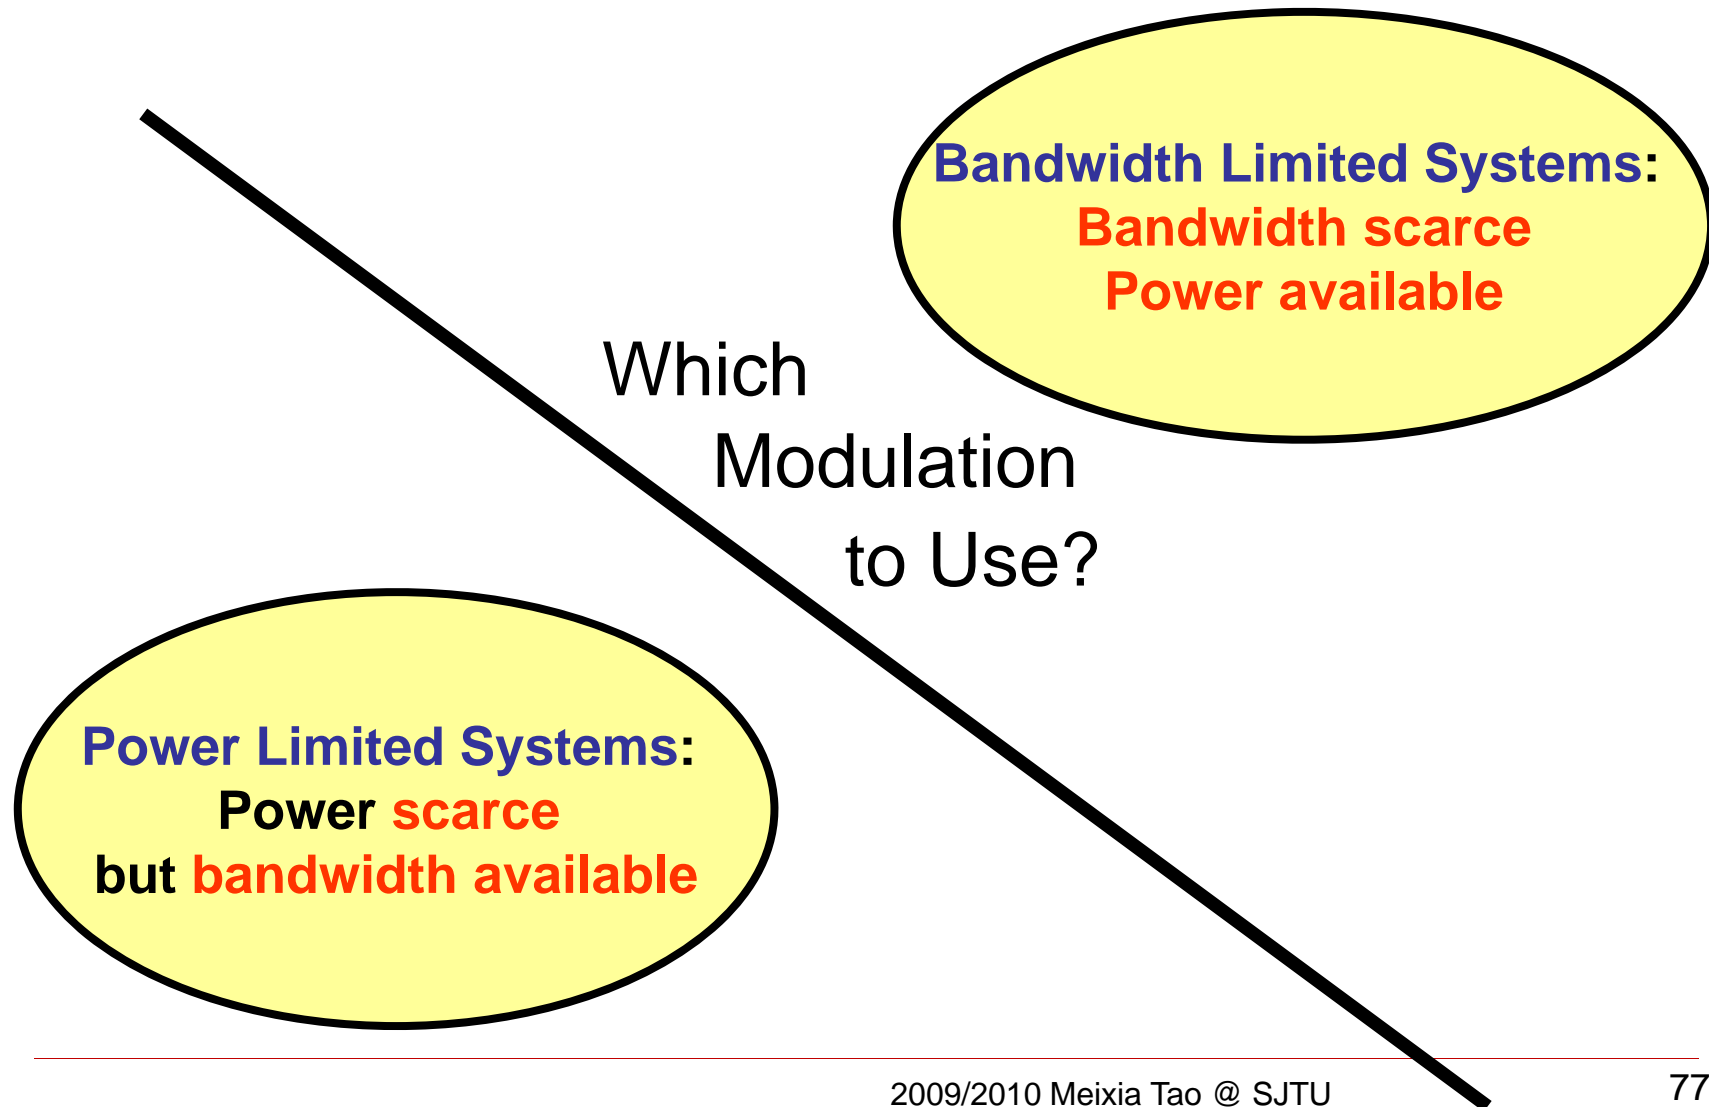 Bandwidth Limited Systems:
Bandwidth scarce
Power available
Which
Modulation
to Use?
Power Limited Systems:
Power scarce
but bandwidth available
2009/2010 Meixia Tao @ SJTU
77